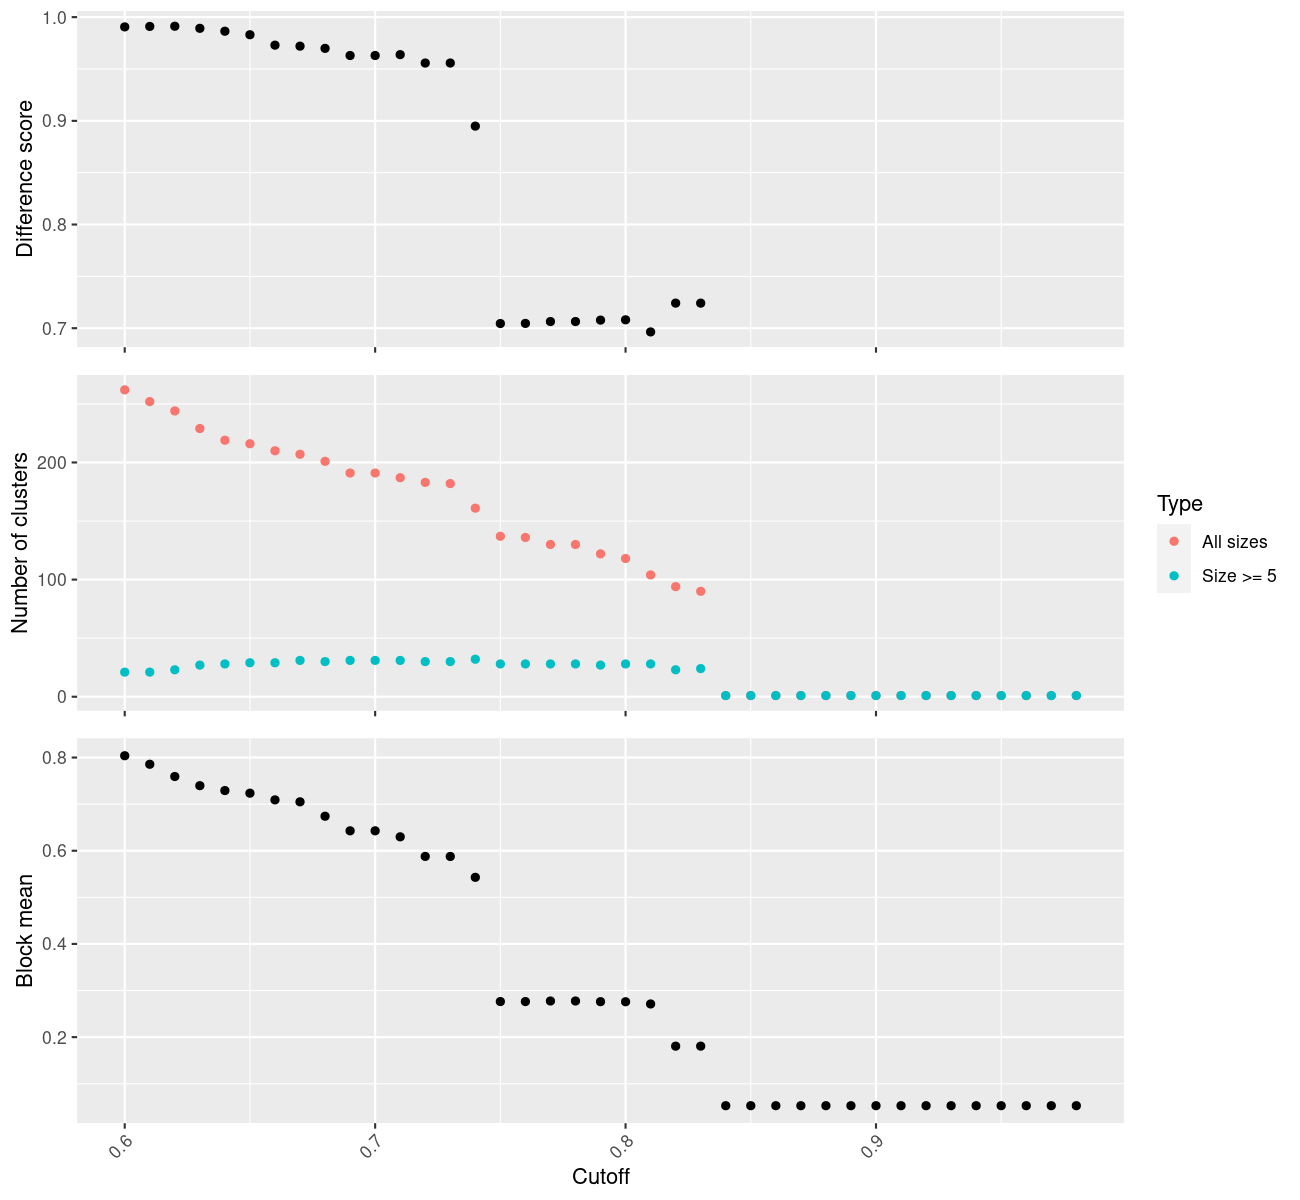 1.0
0.9
0.8
0.7
Difference score
200
100
0
Number of clusters
Type
All sizes
Size >= 5
0.8
0.6
0.4
0.2
Block mean
0.6
0.7
0.8
0.9
Cutoff